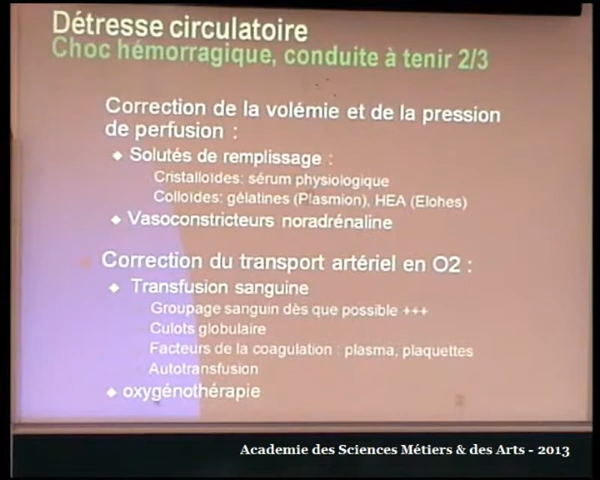 Détresse circulatoire
Choc hémorragique, conduite à tenir 2/3
Correction de la volémie et de la pression
de perfusion :
◆ Solutés de remplissage :
Cristalloïdes: sérum physiologique
Colloïdes: gélatines (Plasmion), HEA (Elohes)
◆ Vasoconstricteurs noradrénaline
Correction du transport artériel en O2 :
◆ Transfusion sanguine
Groupage sanguin dès que possible +++
Culots globulaire
Facteurs de la coagulation : plasma, plaquettes
Autotransfusion
◆ oxygénothérapie
Academie des Sciences Métiers & des Arts - 2013